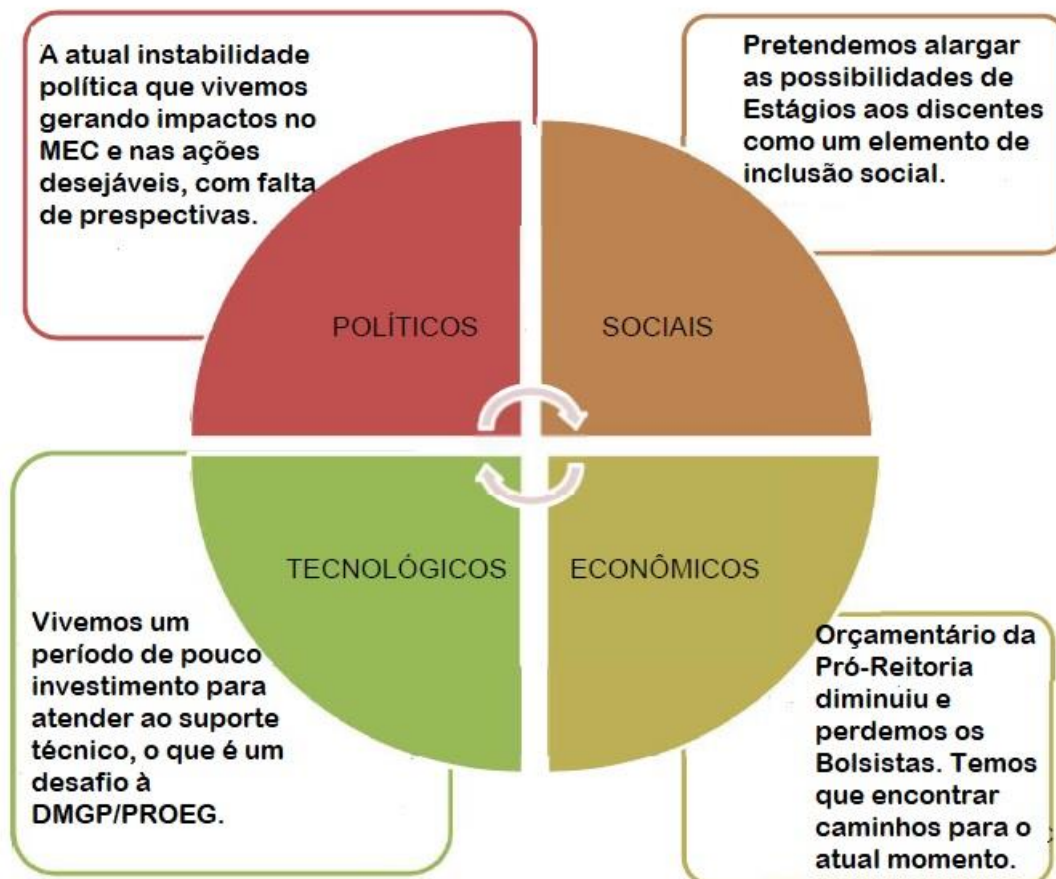 A atual instabilidade
política que vivemos
gerando impactos no
MEC e nas ações
desejáveis, com falta
de prespectivas.
Pretendemos alargar
as possibilidades de
Estágios aos discentes
como um elemento de
inclusão social.
POLÍTICOS
SOCIAIS
TECNOLÓGICOS
ECONÔMICOS
Vivemos um
período de pouco
investimento para
atender ao suporte
técnico, o que é um
desafio à
DMGP/PROEG.
Orçamentário da
Pró-Reitoria
diminuiu e
perdemos os
Bolsistas. Temos
que encontrar
caminhos para o
atual momento.